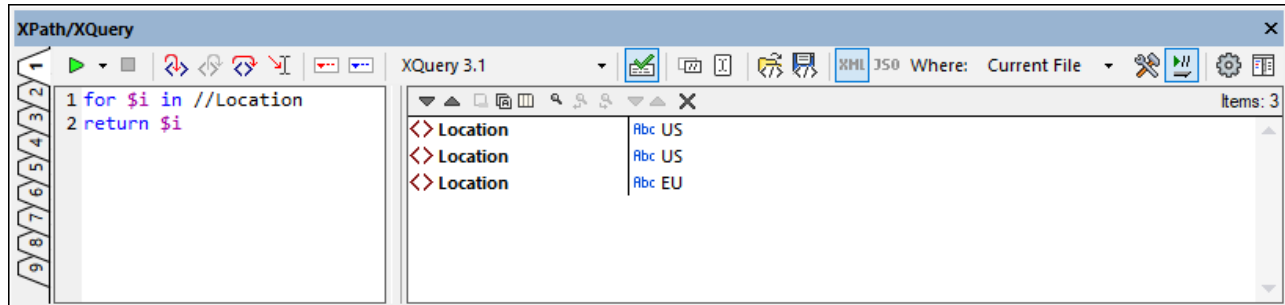 XPath/XQuery
XQuery 3.1
XML JSO Where: Current File
1 for $i in //Location
2 return $i
Items: 3
<> Location Abc US
<> Location Abc US
<> Location Abc EU
1
2
3
4
5
6
7
8
9